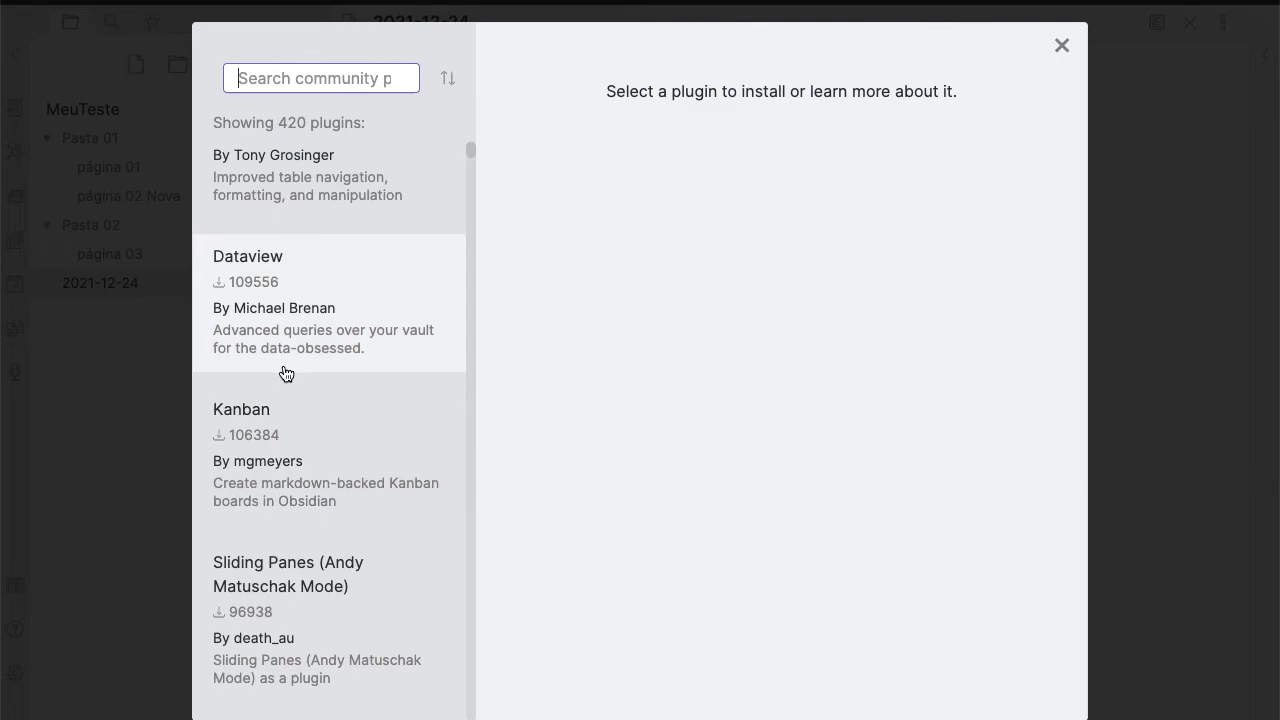 2021-12-24
MeuTeste
Pasta 01
página 01
página 02 Nova
Pasta 02
página 03
2021-12-24
Search community p
Showing 420 plugins:
By Tony Grosinger
Improved table navigation,
formatting, and manipulation
Dataview
109556
By Michael Brenan
Advanced queries over your vault
for the data-obsessed.
Kanban
106384
By mgmeyers
Create markdown-backed Kanban
boards in Obsidian
Sliding Panes (Andy
Matuschak Mode)
96938
By death_au
Sliding Panes (Andy Matuschak
Mode) as a plugin
Select a plugin to install or learn more about it.